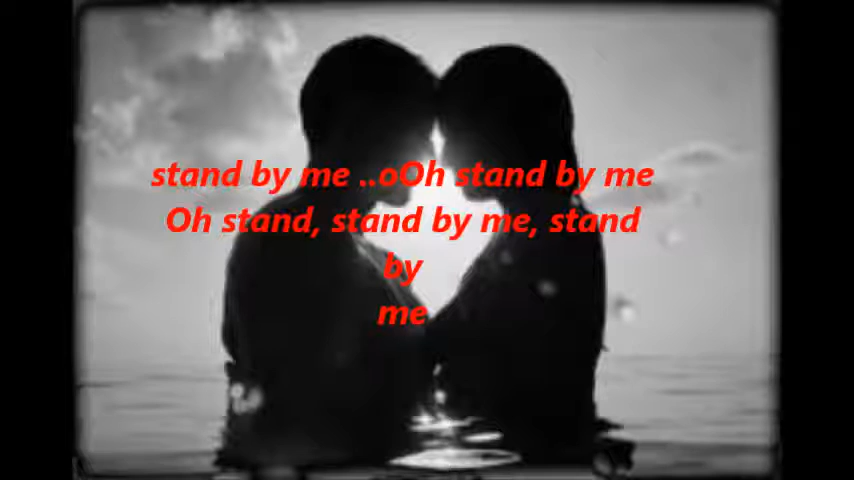 stand by me ..oOh stand by me
Oh stand, stand by me, stand
by
me